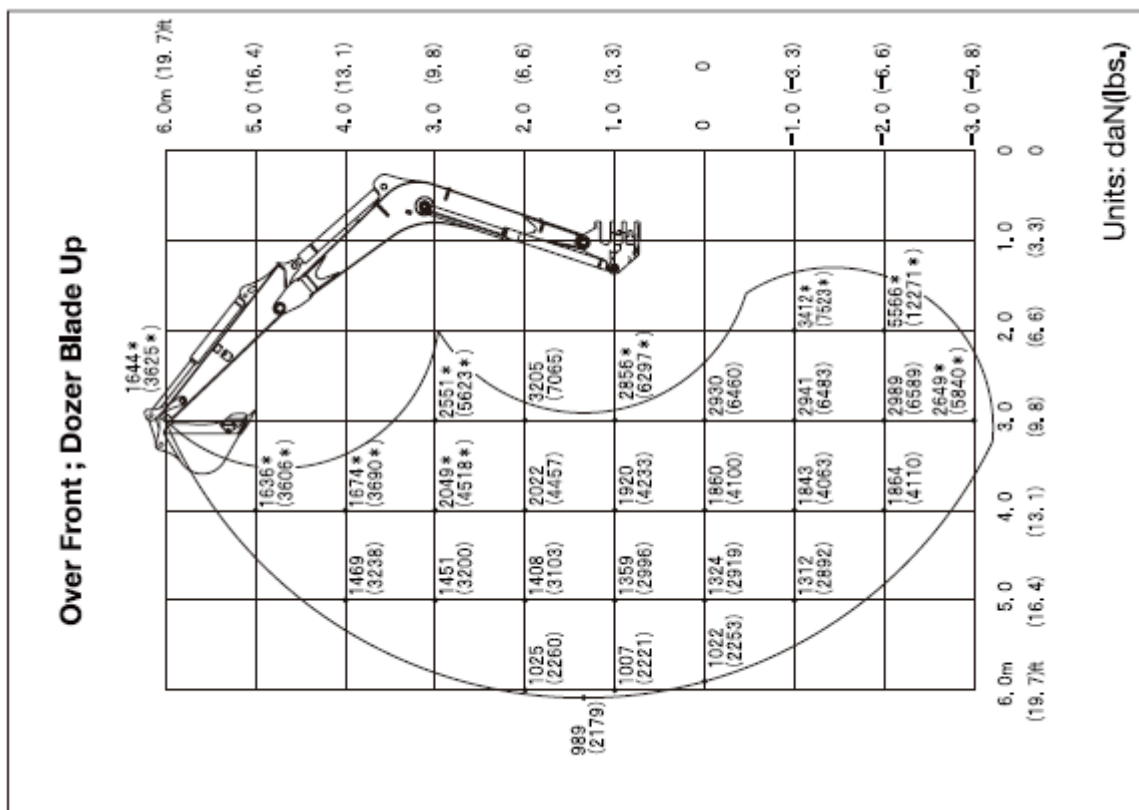 Over Front ; Dozer Blade Up
1644*
(3625*)
6.0m (19.7)ft
5.0 (16.4)
1636*
(3606*)
4.0 (13.1)
1469 1674*
(3238) (3690*)
3.0 (9.8)
1451 2049* 2551*
(3200) (4518*) (5623*)
2.0 (6.6)
1025 1408 2022 3205
(2260) (3103) (4457) (7065)
989
(2179)
1.0 (3.3)
1007 1359 1920 2856*
(2221) (2996) (4233) (6297*)
0 0
1022 1324 1860 2930
(2253) (2919) (4100) (6460)
-1.0 (-3.3)
1312 1843 2941 3412*
(2892) (4063) (6483) (7523*)
-2.0 (-6.6)
1864 2989 5566*
(4110) (6589) (12271*)
2649*
(5840*)
-3.0 (-9.8)
6.0m 5.0 4.0 3.0 2.0 1.0 0
(19.7)ft (16.4) (13.1) (9.8) (6.6) (3.3) 0
Units: daN(lbs.)